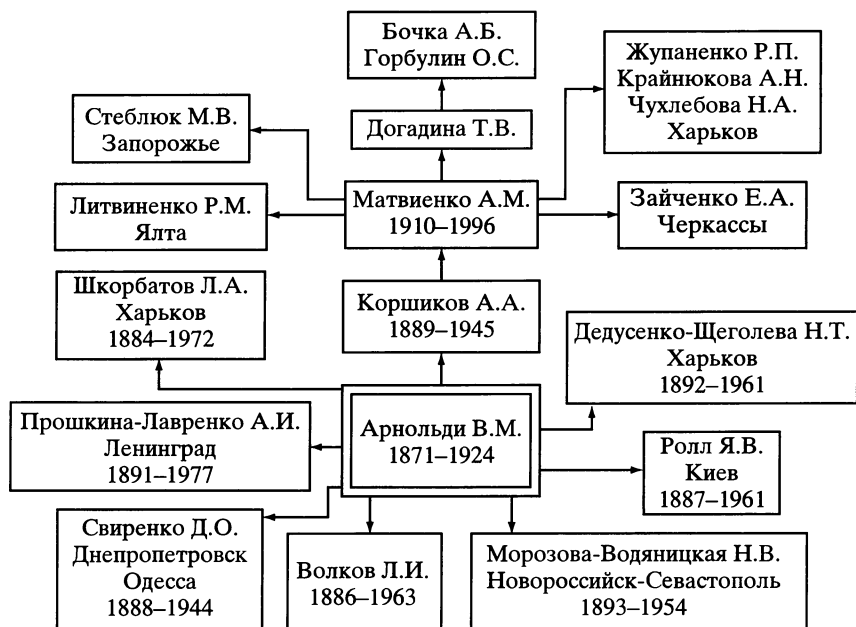 Бочка А.Б.
Горбулин О.С.
Жупаненко Р.П.
Крайнюкова А.Н.
Чухлебова Н.А.
Харьков
Стеблюк М.В.
Запорожье
Догадина Т.В.
Литвиненко Р.М.
Ялта
Матвиенко А.М.
1910–1996
Зайченко Е.А.
Черкассы
Шкорбатов Л.А.
Харьков
1884–1972
Коршиков А.А.
1889–1945
Дедусенко-Щеголева Н.Т.
Харьков
1892–1961
Прошкина-Лавренко А.И.
Ленинград
1891–1977
Арнольди В.М.
1871–1924
Ролл Я.В.
Киев
1887–1961
Свиренко Д.О.
Днепропетровск
Одесса
1888–1944
Волков Л.И.
1886–1963
Морозова-Водяницкая Н.В.
Новороссийск-Севастополь
1893–1954